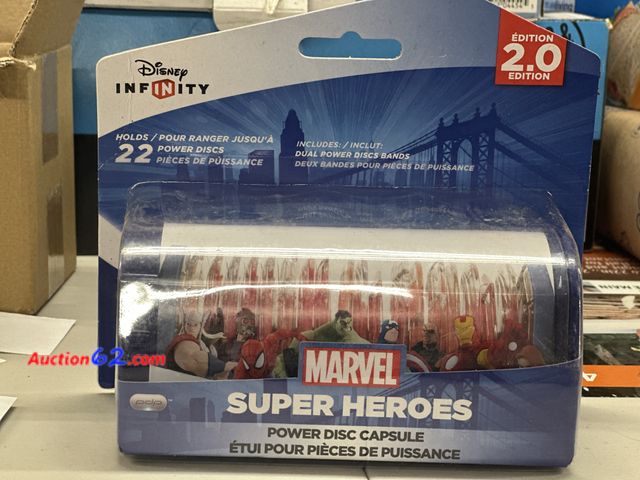 ÉDITION
2.0
EDITION
Disney
INFINITY
HOLDS / POUR RANGER JUSQU'À
22 POWER DISCS
PIÈCES DE PUISSANCE
INCLUDES: / INCLUT:
DUAL POWER DISCS BANDS
DEUX BANDES POUR PIÈCES DE PUISSANCE
Auction62.com
MARVEL
pdp
SUPER HEROES
POWER DISC CAPSULE
ÉTUI POUR PIÈCES DE PUISSANCE